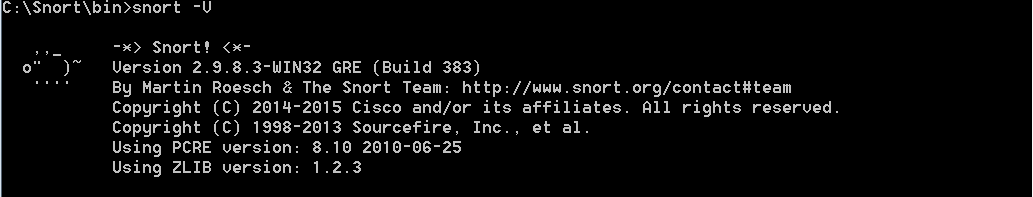 C:\Snort\bin>snort -V
,,_ -*> Snort! <*-
o"  )~ Version 2.9.8.3-WIN32 GRE (Build 383)
'''' By Martin Roesch & The Snort Team: http://www.snort.org/contact#team
Copyright (C) 2014-2015 Cisco and/or its affiliates. All rights reserved.
Copyright (C) 1998-2013 Sourcefire, Inc., et al.
Using PCRE version: 8.10 2010-06-25
Using ZLIB version: 1.2.3